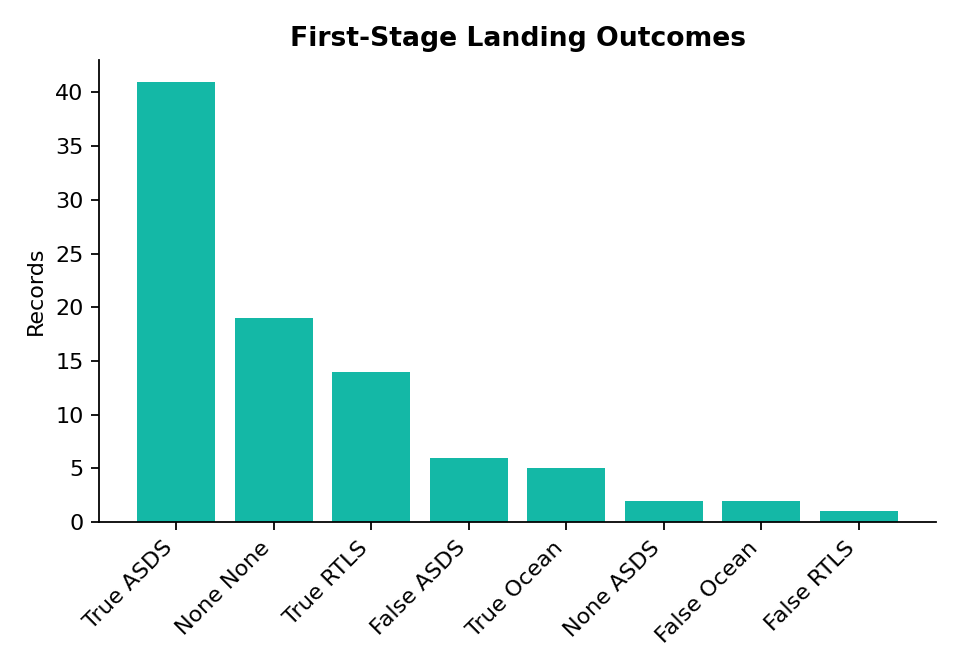 First-Stage Landing Outcomes
Records
40
35
30
25
20
15
10
5
0
True ASDS
None None
True RTLS
False ASDS
True Ocean
None ASDS
False Ocean
False RTLS